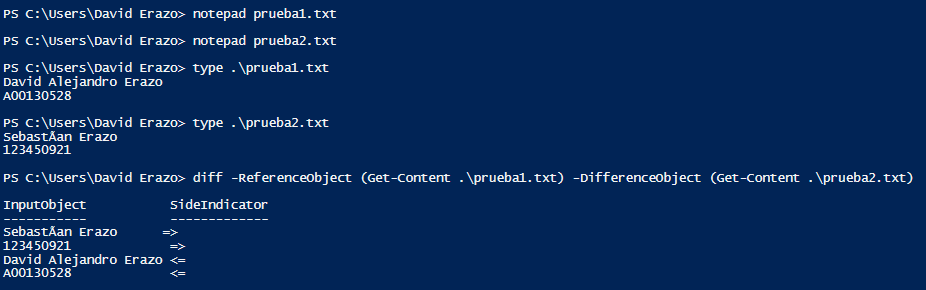 PS C:\Users\David Erazo> notepad prueba1.txt
PS C:\Users\David Erazo> notepad prueba2.txt
PS C:\Users\David Erazo> type .\prueba1.txt
David Alejandro Erazo
A00130528
PS C:\Users\David Erazo> type .\prueba2.txt
SebastÃan Erazo
123450921
PS C:\Users\David Erazo> diff -ReferenceObject (Get-Content .\prueba1.txt) -DifferenceObject (Get-Content .\prueba2.txt)
InputObject SideIndicator
----------- -------------
SebastÃan Erazo =>
123450921 =>
David Alejandro Erazo <=
A00130528 <=